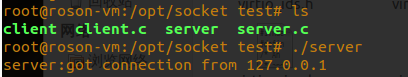 root@roson-vm:/opt/socket test# ls
client client.c server server.c
root@roson-vm:/opt/socket test# ./server
server:got connection from 127.0.0.1